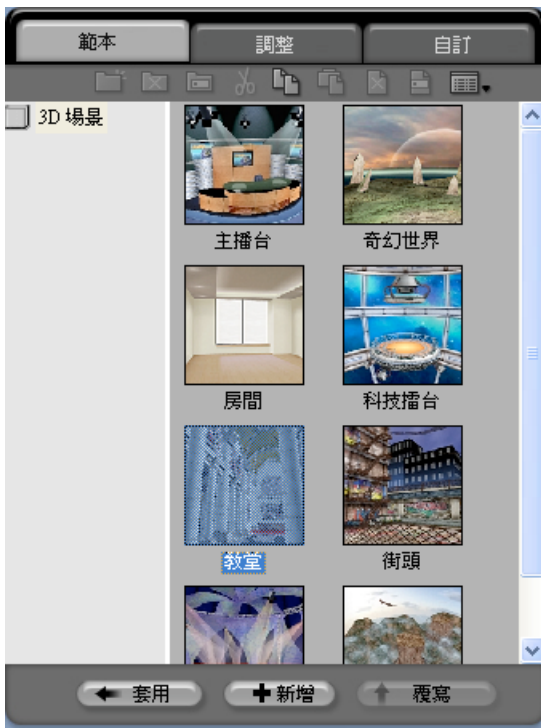 範本 調整 自訂
3D 場景
主播台 奇幻世界
房間 科技擂台
教堂 街頭
套用 新增 覆寫